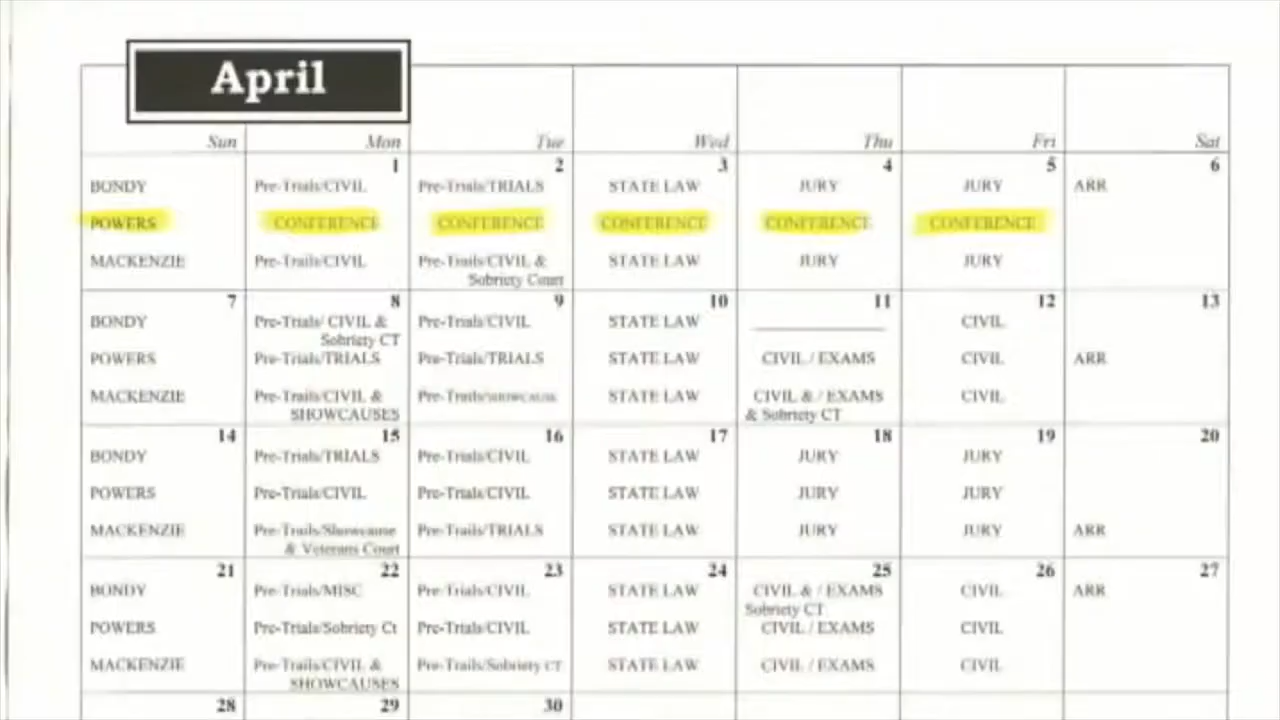 April
Sun Mon Tue Wed Thu Fri Sat
1 2 3 4 5 6
BONDY Pre-Trials/CIVIL Pre-Trials/TRIALS STATE LAW JURY JURY ARR
POWERS CONFERENCE CONFERENCE CONFERENCE CONFERENCE CONFERENCE
MACKENZIE Pre-Trails/CIVIL Pre-Trails/CIVIL & STATE LAW JURY JURY
Sobriety Court
7 8 9 10 11 12 13
BONDY Pre-Trials/ CIVIL & Pre-Trials/CIVIL STATE LAW CIVIL
Sobriety CT
POWERS Pre-Trials/TRIALS Pre-Trials/TRIALS STATE LAW CIVIL / EXAMS CIVIL ARR
MACKENZIE Pre-Trails/CIVIL & Pre-Trails/SHOWCAUSE STATE LAW CIVIL & / EXAMS CIVIL
SHOWCAUSES & Sobriety CT
14 15 16 17 18 19 20
BONDY Pre-Trials/TRIALS Pre-Trials/CIVIL STATE LAW JURY JURY
POWERS Pre-Trials/CIVIL Pre-Trials/CIVIL STATE LAW JURY JURY
MACKENZIE Pre-Trails/Showcause Pre-Trails/TRIALS STATE LAW JURY JURY ARR
& Veterans Court
21 22 23 24 25 26 27
BONDY Pre-Trials/MISC Pre-Trials/CIVIL STATE LAW CIVIL & / EXAMS CIVIL ARR
Sobriety CT
POWERS Pre-Trials/Sobriety Ct Pre-Trials/CIVIL STATE LAW CIVIL / EXAMS CIVIL
MACKENZIE Pre-Trails/CIVIL & Pre-Trails/Sobriety CT STATE LAW CIVIL / EXAMS CIVIL
SHOWCAUSES
28 29 30